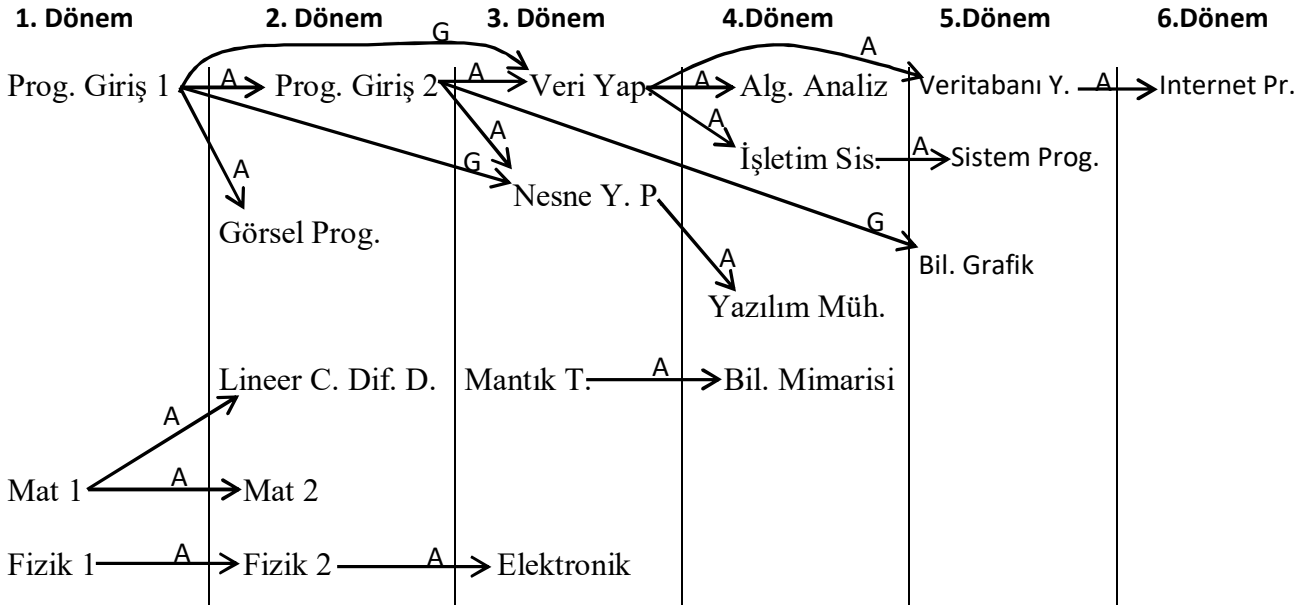 1. Dönem 2. Dönem 3. Dönem 4.Dönem 5.Dönem 6.Dönem
G A
Prog. Giriş 1 A Prog. Giriş 2 A Veri Yap. A Alg. Analiz Veritabanı Y. A Internet Pr.
A A A
İşletim Sis. Sistem Prog.
A G
Nesne Y. P
G
Görsel Prog.
A Bil. Grafik
Yazılım Müh.
Lineer C. Dif. D. Mantık T. A Bil. Mimarisi
A
Mat 1 A Mat 2
Fizik 1 A Fizik 2 A Elektronik